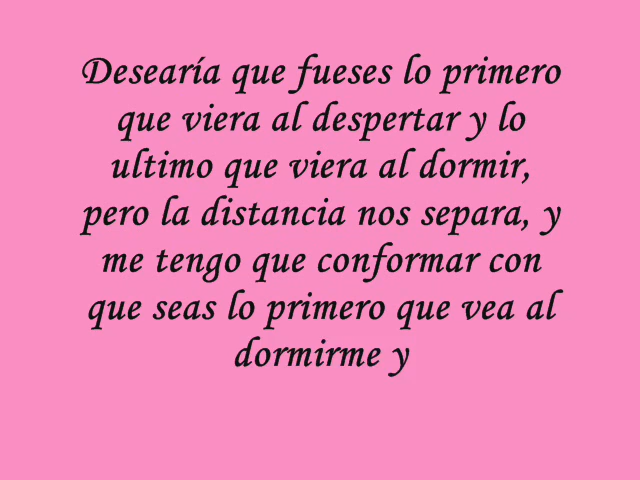 Desearía que fueses lo primero
que viera al despertar y lo
ultimo que viera al dormir,
pero la distancia nos separa, y
me tengo que conformar con
que seas lo primero que vea al
dormirme y